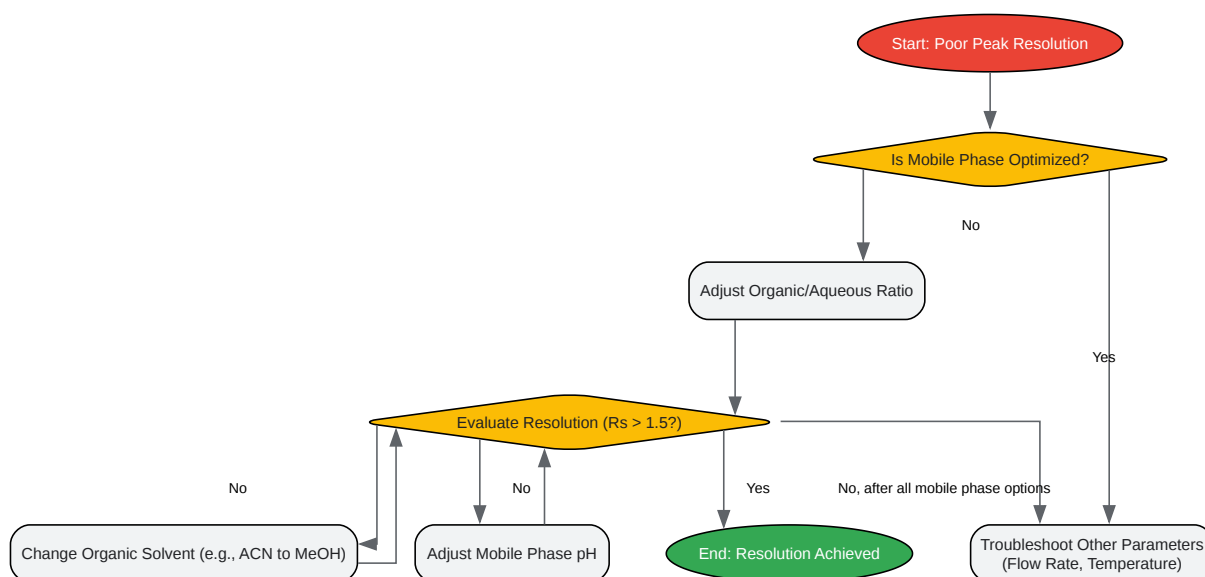 Start: Poor Peak Resolution
Is Mobile Phase Optimized?
No
Adjust Organic/Aqueous Ratio
Yes
Evaluate Resolution (Rs > 1.5?)
No
No
Yes
No, after all mobile phase options
Change Organic Solvent (e.g., ACN to MeOH)
Adjust Mobile Phase pH
End: Resolution Achieved
Troubleshoot Other Parameters
(Flow Rate, Temperature)